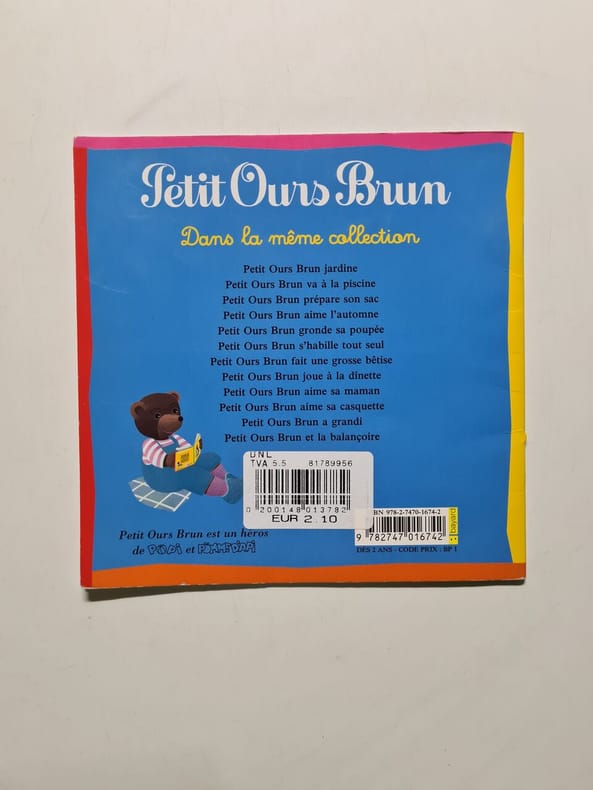 Petit Ours Brun
Dans la même collection
Petit Ours Brun jardine
Petit Ours Brun va à la piscine
Petit Ours Brun prépare son sac
Petit Ours Brun aime l'automne
Petit Ours Brun gronde sa poupée
Petit Ours Brun s'habille tout seul
Petit Ours Brun fait une grosse bêtise
Petit Ours Brun joue à la dînette
Petit Ours Brun aime sa maman
Petit Ours Brun aime sa casquette
Petit Ours Brun a grandi
Petit Ours Brun et la balançoire
UNL
TVA 5.5 81789956
0 200148 013782
EUR 2.10
Petit Ours Brun est un héros
de Popi et Pomme d'Api
BN 978-2-7470-1674-2
9 782747 016742
bayard
DÈS 2 ANS - CODE PRIX : BP 1